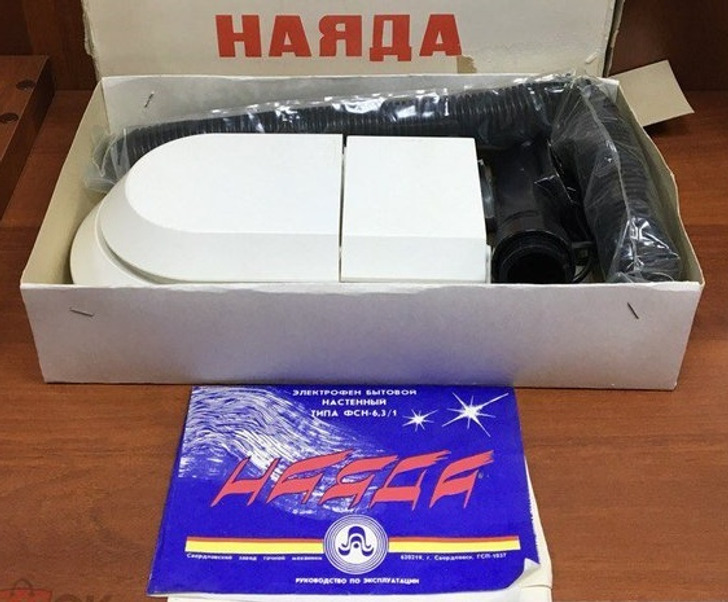 НАЯДА
ЭЛЕКТРОФЕН БЫТОВОЙ
НАСТЕННЫЙ
ТИПА ФСН-6,3/1
НАЯДА
Свердловский завод точной механики 620219, г. Свердловск, ГСП-1037
РУКОВОДСТВО ПО ЭКСПЛУАТАЦИИ